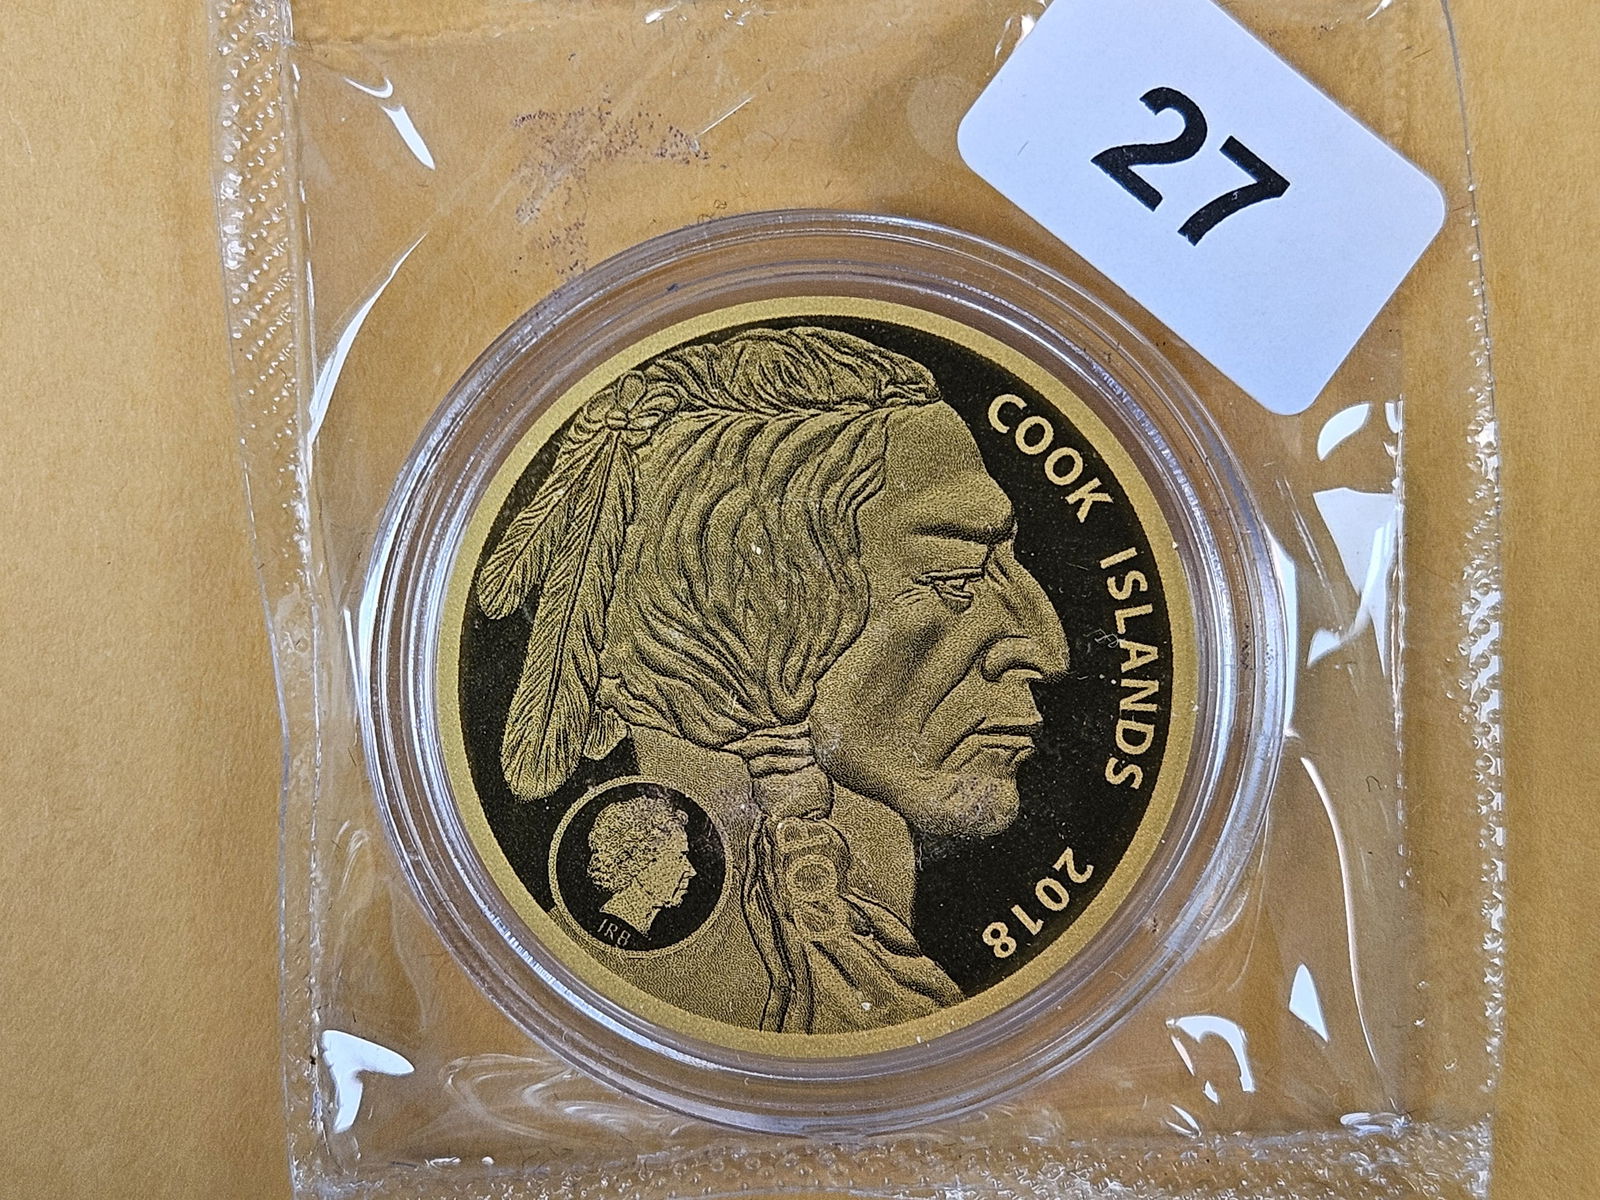 27
COOK ISLANDS
2018
IRB